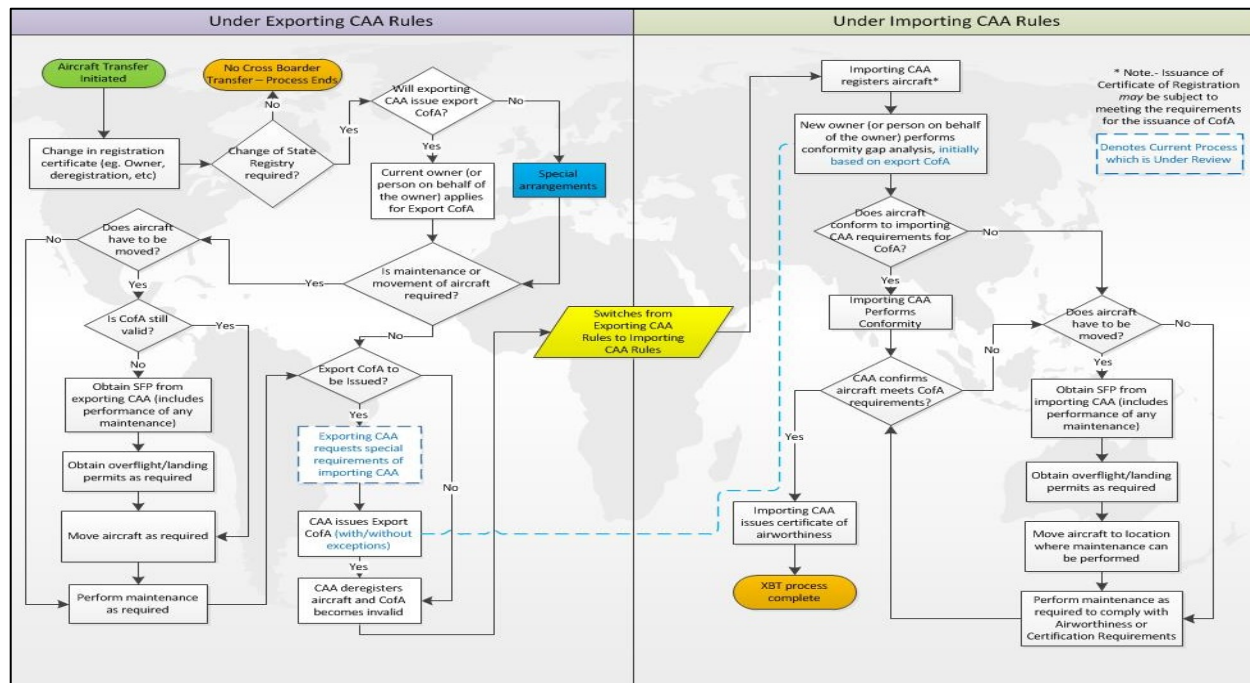 Under Exporting CAA Rules
Under Importing CAA Rules
Aircraft Transfer
Initiated
No Cross Boarder
Transfer – Process Ends
Change in registration
certificate (eg. Owner,
deregistration, etc)
No
Change of State
Registry
required?
Yes
Will exporting
CAA issue export
CofA?
No
Yes
Special
arrangements
Current owner (or
person on behalf of
the owner) applies
for Export CofA
Is maintenance or
movement of aircraft
required?
Yes
No
Does aircraft
have to be
moved?
No
Yes
Is CofA still
valid?
Yes
No
Obtain SFP from
exporting CAA (includes
performance of any
maintenance)
Obtain overflight/landing
permits as required
Move aircraft as required
Perform maintenance
as required
Export CofA to
be Issued?
Yes
No
Exporting CAA
requests special
requirements of
importing CAA
CAA issues Export
CofA (with/without
exceptions)
Yes
CAA deregisters
aircraft and CofA
becomes invalid
Switches from
Exporting CAA
Rules to Importing
CAA Rules
Importing CAA
registers aircraft*
New owner (or person on behalf
of the owner) performs
conformity gap analysis, initially
based on export CofA
* Note.- Issuance of
Certificate of Registration
may be subject to
meeting the requirements
for the issuance of CofA
Denotes Current Process
which is Under Review
Does aircraft
conform to importing
CAA requirements for
CofA?
No
Yes
Importing CAA
Performs
Conformity
CAA confirms
aircraft meets CofA
requirements?
No
Yes
Importing CAA
issues certificate of
airworthiness
XBT process
complete
Does aircraft
have to be
moved?
No
Yes
Obtain SFP from
importing CAA (includes
performance of any
maintenance)
Obtain overflight/landing
permits as required
Move aircraft to location
where maintenance can
be performed
Perform maintenance as
required to comply with
Airworthiness or
Certification Requirements